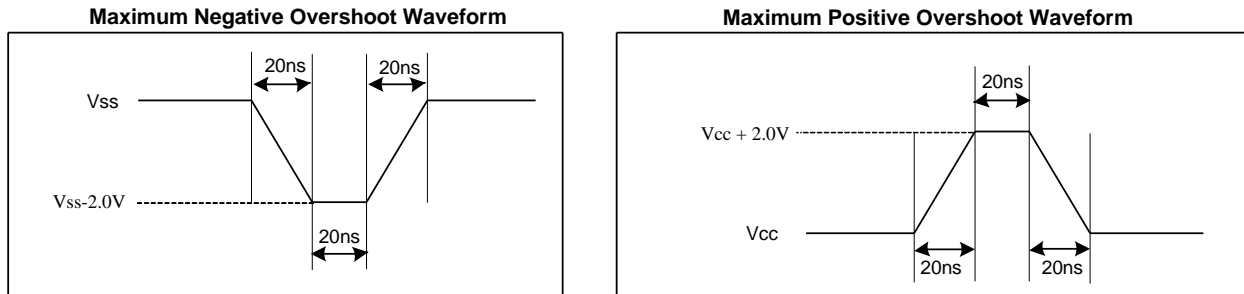 Maximum Negative Overshoot Waveform
20ns
20ns
Vss
Vss-2.0V
20ns
Maximum Positive Overshoot Waveform
20ns
Vcc + 2.0V
Vcc
20ns
20ns